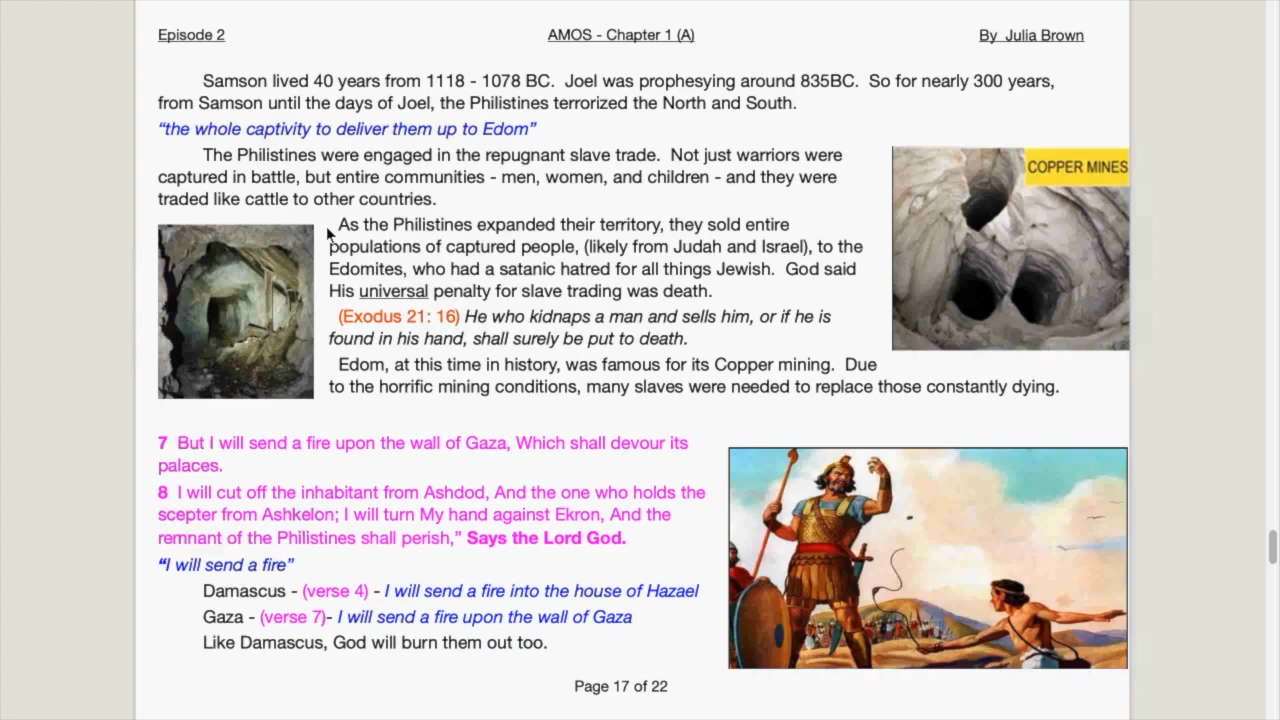 Episode 2
AMOS - Chapter 1 (A)
By Julia Brown
Samson lived 40 years from 1118 - 1078 BC. Joel was prophesying around 835BC. So for nearly 300 years,
from Samson until the days of Joel, the Philistines terrorized the North and South.
“the whole captivity to deliver them up to Edom”
The Philistines were engaged in the repugnant slave trade. Not just warriors were
captured in battle, but entire communities - men, women, and children - and they were
traded like cattle to other countries.
COPPER MINES
As the Philistines expanded their territory, they sold entire
populations of captured people, (likely from Judah and Israel), to the
Edomites, who had a satanic hatred for all things Jewish. God said
His universal penalty for slave trading was death.
(Exodus 21: 16) He who kidnaps a man and sells him, or if he is
found in his hand, shall surely be put to death.
Edom, at this time in history, was famous for its Copper mining. Due
to the horrific mining conditions, many slaves were needed to replace those constantly dying.
7 But I will send a fire upon the wall of Gaza, Which shall devour its
palaces.
8 I will cut off the inhabitant from Ashdod, And the one who holds the
scepter from Ashkelon; I will turn My hand against Ekron, And the
remnant of the Philistines shall perish,” Says the Lord God.
“I will send a fire”
Damascus - (verse 4) - I will send a fire into the house of Hazael
Gaza - (verse 7)- I will send a fire upon the wall of Gaza
Like Damascus, God will burn them out too.
Page 17 of 22